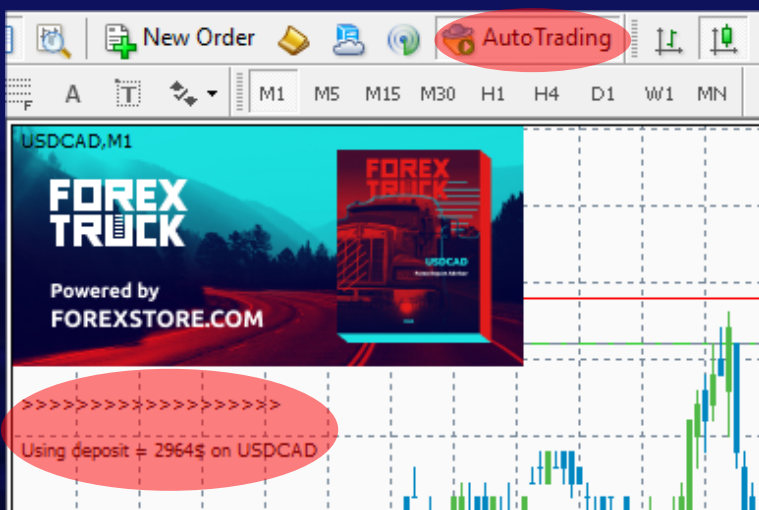 New Order
AutoTrading
F
A
T
M1 M5 M15 M30 H1 H4 D1 W1 MN
USDCAD,M1
FOREX
TRUCK
Powered by
FOREXSTORE.COM
FOREX
TRUCK
USDCAD
>>>>>>>>>>>>>>>>>>>
Using deposit = 2964$ on USDCAD